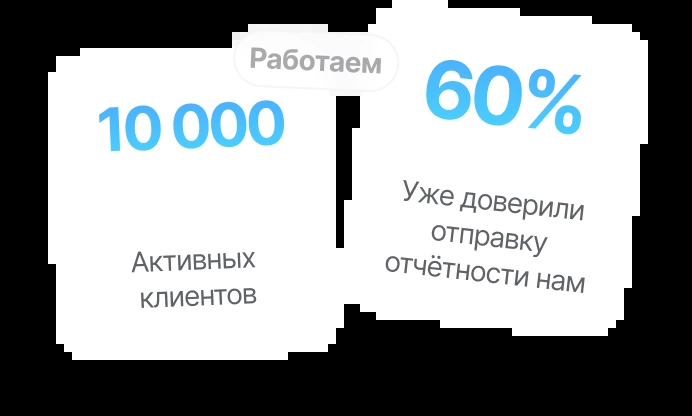 Работаем
10 000
Активных
клиентов
60%
Уже доверили
отправку
отчётности нам